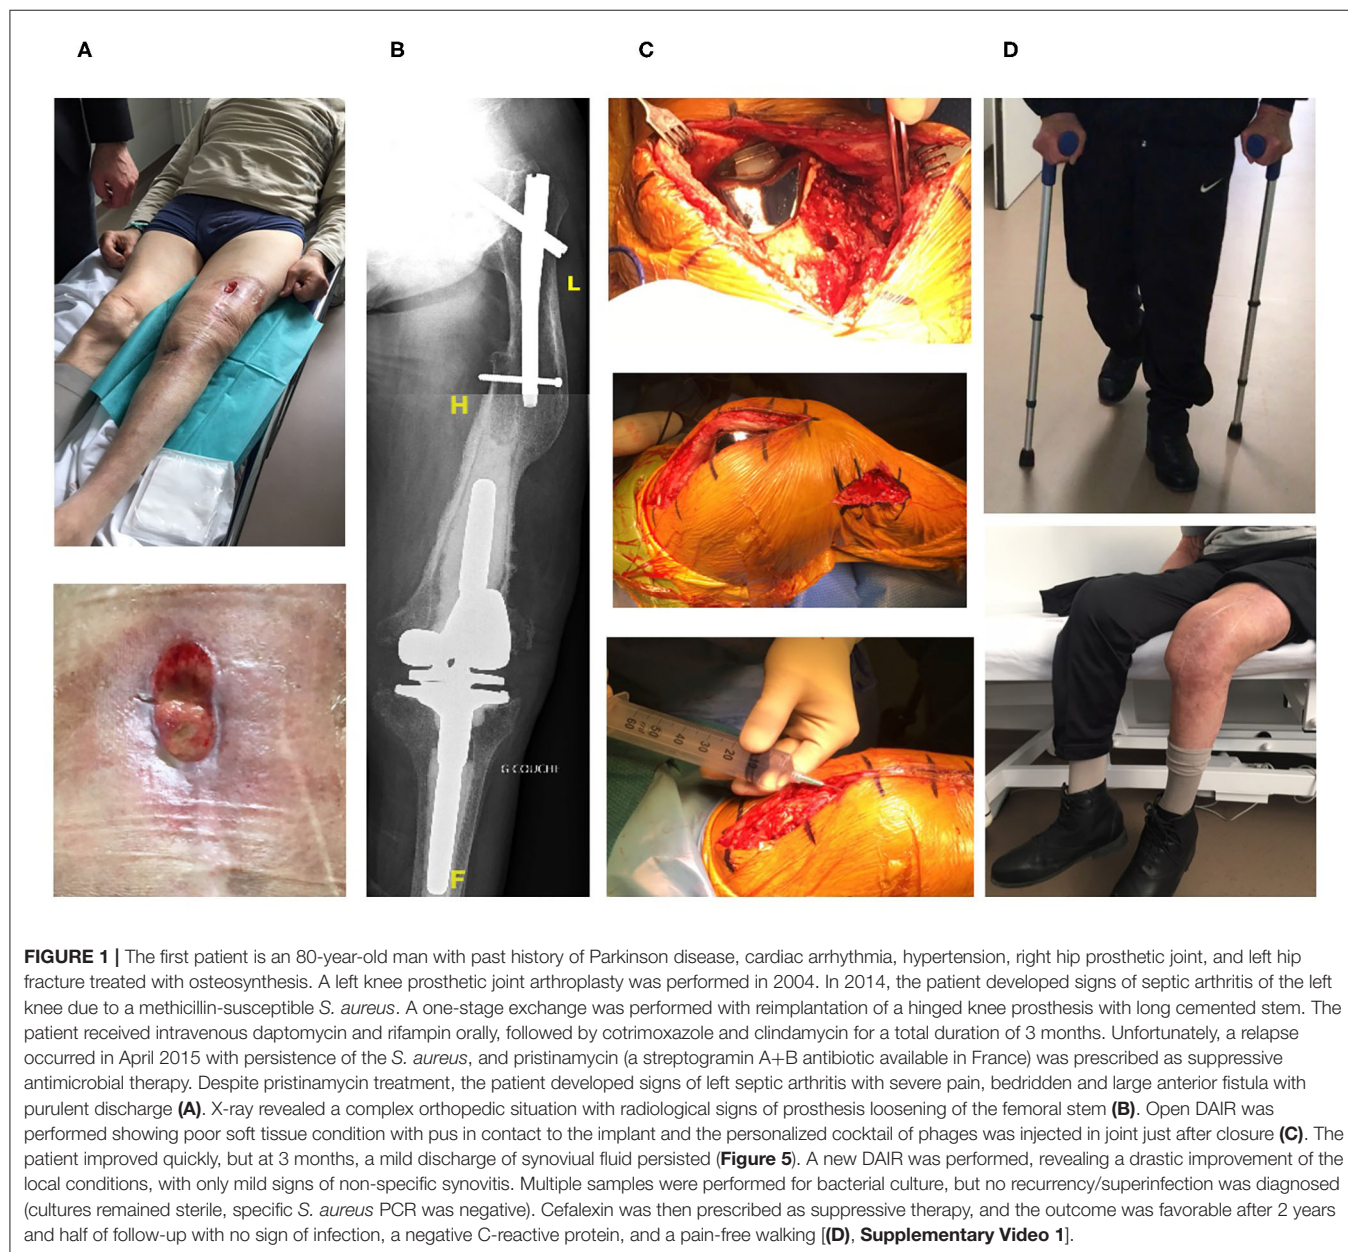 A
B
C
D
L
H
G COUCHE
F
60
50
40
30
20
FIGURE 1 | The first patient is an 80-year-old man with past history of Parkinson disease, cardiac arrhythmia, hypertension, right hip prosthetic joint, and left hip
fracture treated with osteosynthesis. A left knee prosthetic joint arthroplasty was performed in 2004. In 2014, the patient developed signs of septic arthritis of the left
knee due to a methicillin-susceptible S. aureus. A one-stage exchange was performed with reimplantation of a hinged knee prosthesis with long cemented stem. The
patient received intravenous daptomycin and rifampin orally, followed by cotrimoxazole and clindamycin for a total duration of 3 months. Unfortunately, a relapse
occurred in April 2015 with persistence of the S. aureus, and pristinamycin (a streptogramin A+B antibiotic available in France) was prescribed as suppressive
antimicrobial therapy. Despite pristinamycin treatment, the patient developed signs of left septic arthritis with severe pain, bedridden and large anterior fistula with
purulent discharge (A). X-ray revealed a complex orthopedic situation with radiological signs of prosthesis loosening of the femoral stem (B). Open DAIR was
performed showing poor soft tissue condition with pus in contact to the implant and the personalized cocktail of phages was injected in joint just after closure (C). The
patient improved quickly, but at 3 months, a mild discharge of synoviual fluid persisted (Figure 5). A new DAIR was performed, revealing a drastic improvement of the
local conditions, with only mild signs of non-specific synovitis. Multiple samples were performed for bacterial culture, but no recurrency/superinfection was diagnosed
(cultures remained sterile, specific S. aureus PCR was negative). Cefalexin was then prescribed as suppressive therapy, and the outcome was favorable after 2 years
and half of follow-up with no sign of infection, a negative C-reactive protein, and a pain-free walking [(D), Supplementary Video 1].